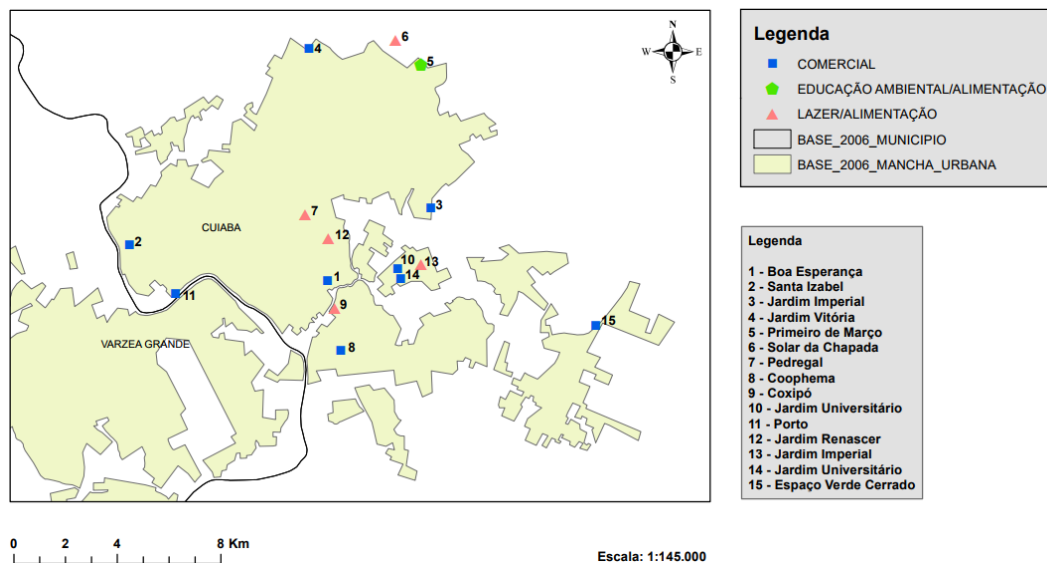 N
W
E
S
4
6
5
3
7
CUIABA
12
2
10
13
14
1
11
9
15
VARZEA GRANDE
8
Legenda
COMERCIAL
EDUCAÇÃO AMBIENTAL/ALIMENTAÇÃO
LAZER/ALIMENTAÇÃO
BASE_2006_MUNICIPIO
BASE_2006_MANCHA_URBANA
Legenda
1 - Boa Esperança
2 - Santa Izabel
3 - Jardim Imperial
4 - Jardim Vitória
5 - Primeiro de Março
6 - Solar da Chapada
7 - Pedregal
8 - Coophema
9 - Coxipó
10 - Jardim Universitário
11 - Porto
12 - Jardim Renascer
13 - Jardim Imperial
14 - Jardim Universitário
15 - Espaço Verde Cerrado
0 2 4 8 Km
Escala: 1:145.000